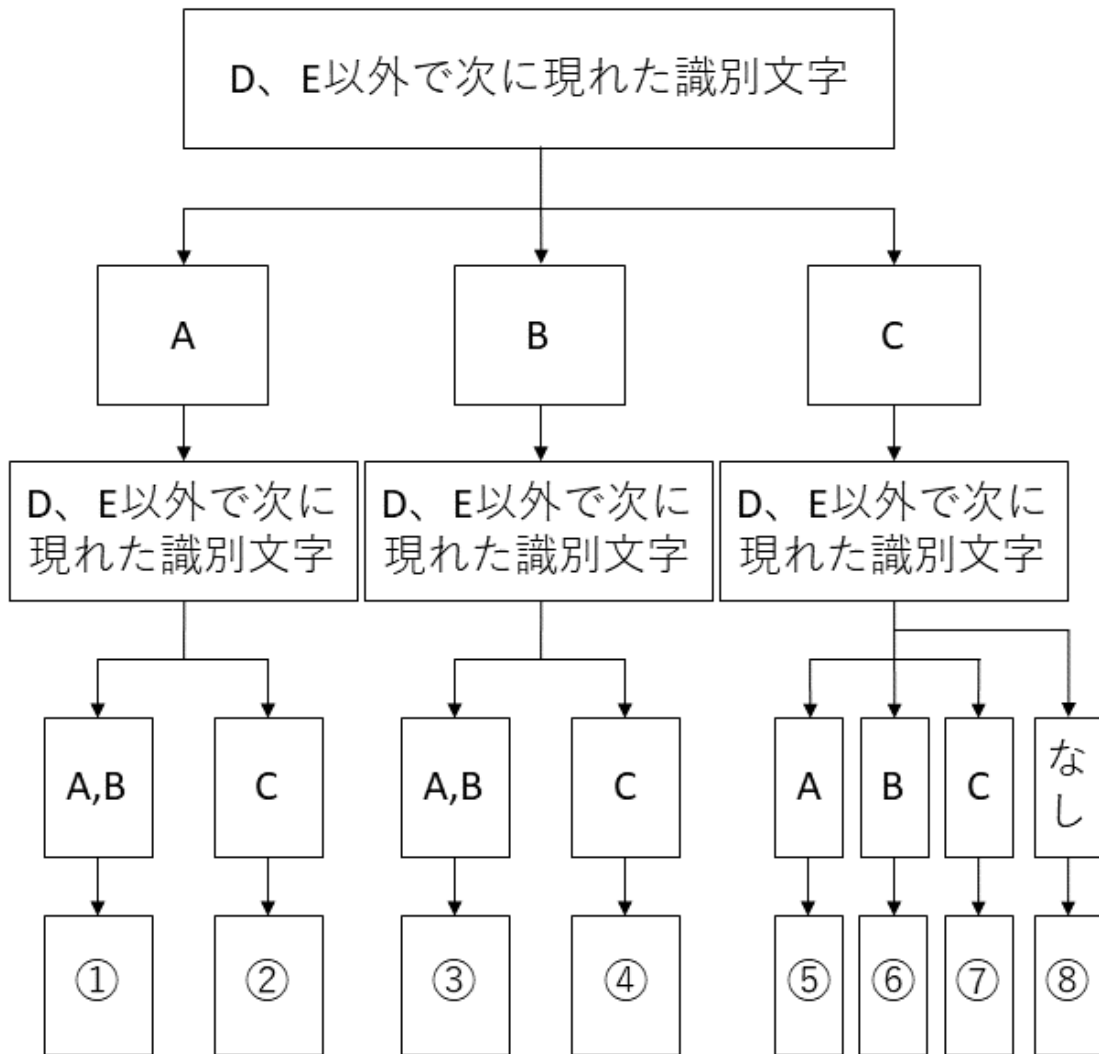 D、E以外で次に現れた識別文字
A
B
C
D、E以外で次に
現れた識別文字
D、E以外で次に
現れた識別文字
D、E以外で次に
現れた識別文字
A,B
C
A,B
C
A
B
C
なし
①
②
③
④
⑤
⑥
⑦
⑧